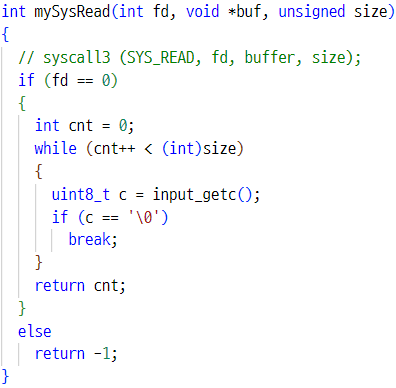 int mySysRead(int fd, void *buf, unsigned size)
{
  // syscall3 (SYS_READ, fd, buffer, size);
  if (fd == 0)
  {
    int cnt = 0;
    while (cnt++ < (int)size)
    {
      uint8_t c = input_getc();
      if (c == '\0')
        break;
    }
    return cnt;
  }
  else
    return -1;
}